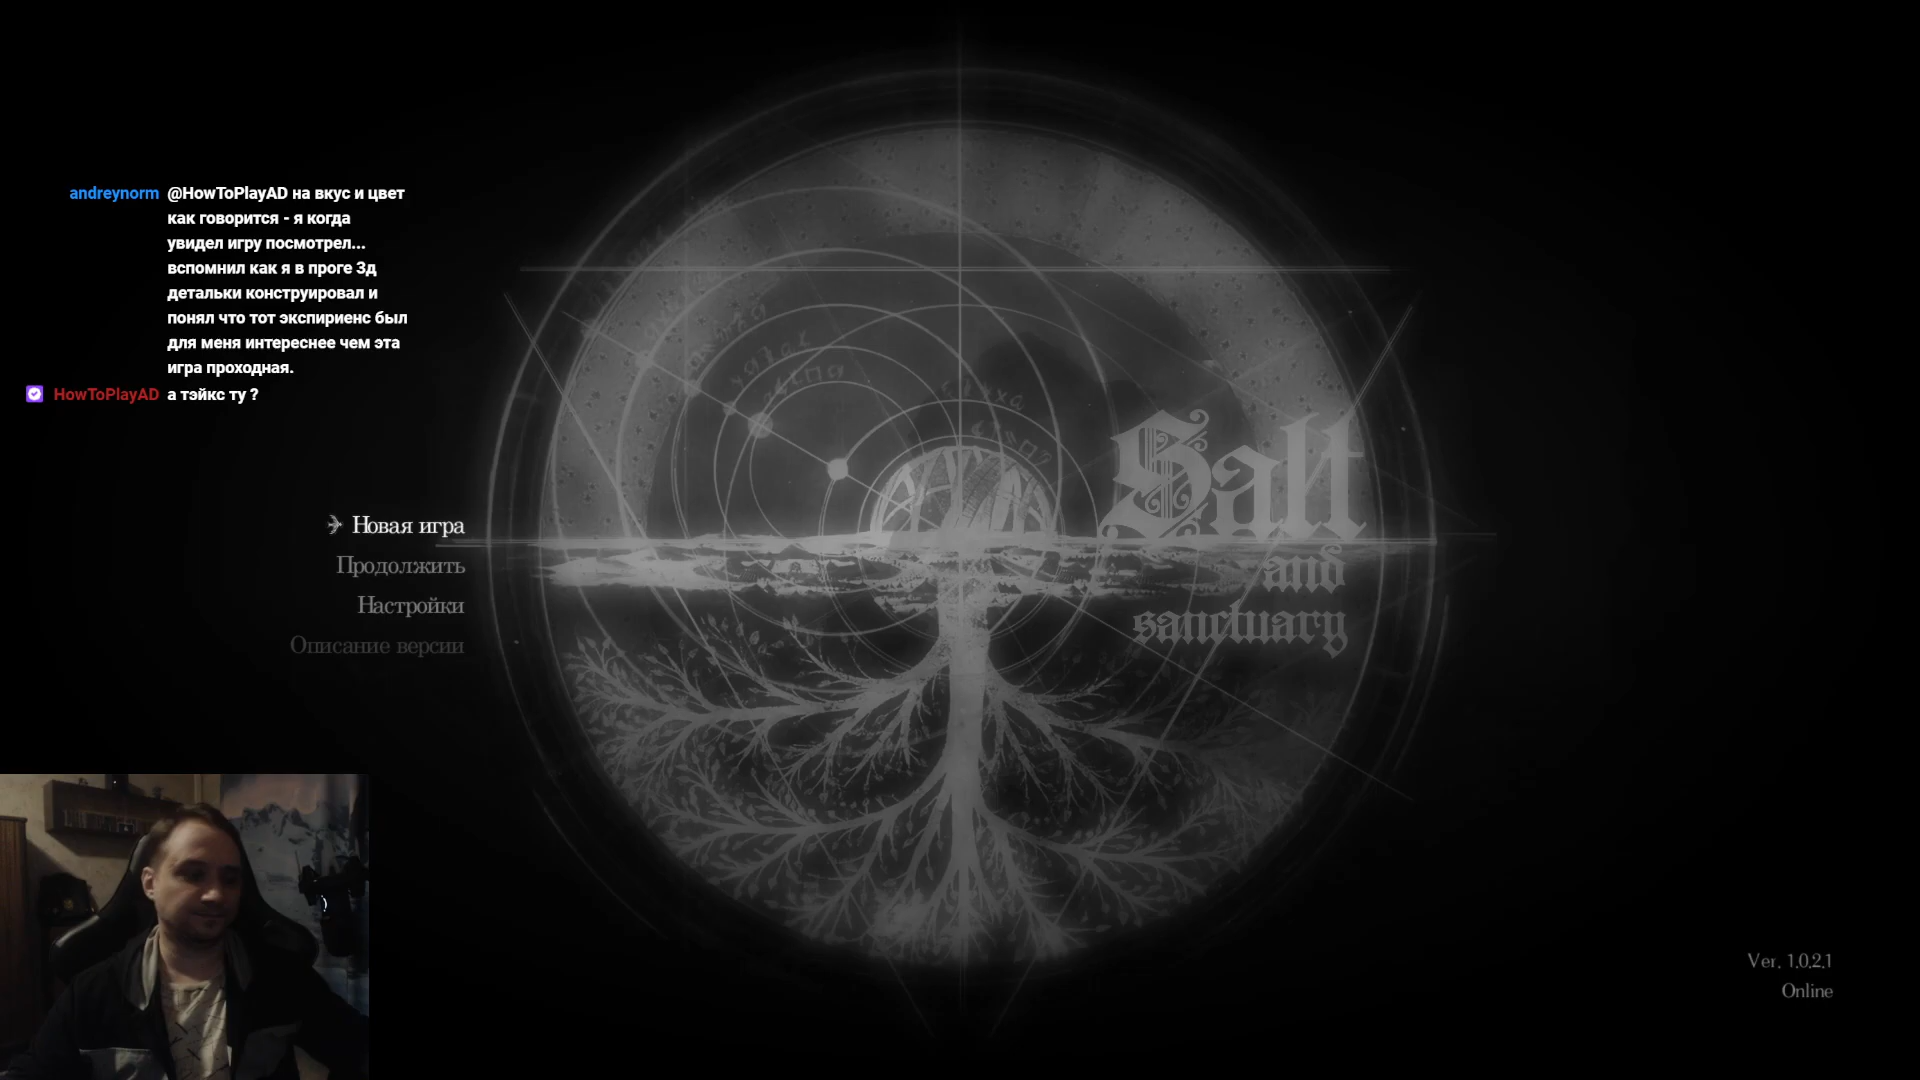 andreynorm @HowToPlayAD на вкус и цвет
как говорится - я когда
увидел игру посмотрел...
вспомнил как я в проге 3д
детальки конструировал и
понял что тот экспириенс был
для меня интереснее чем эта
игра проходная.
HowToPlayAD а тэйкс ту ?
Salt
and
sanctuary
Новая игра
Продолжить
Настройки
Описание версии
Ver. 1.0.2.1
Online